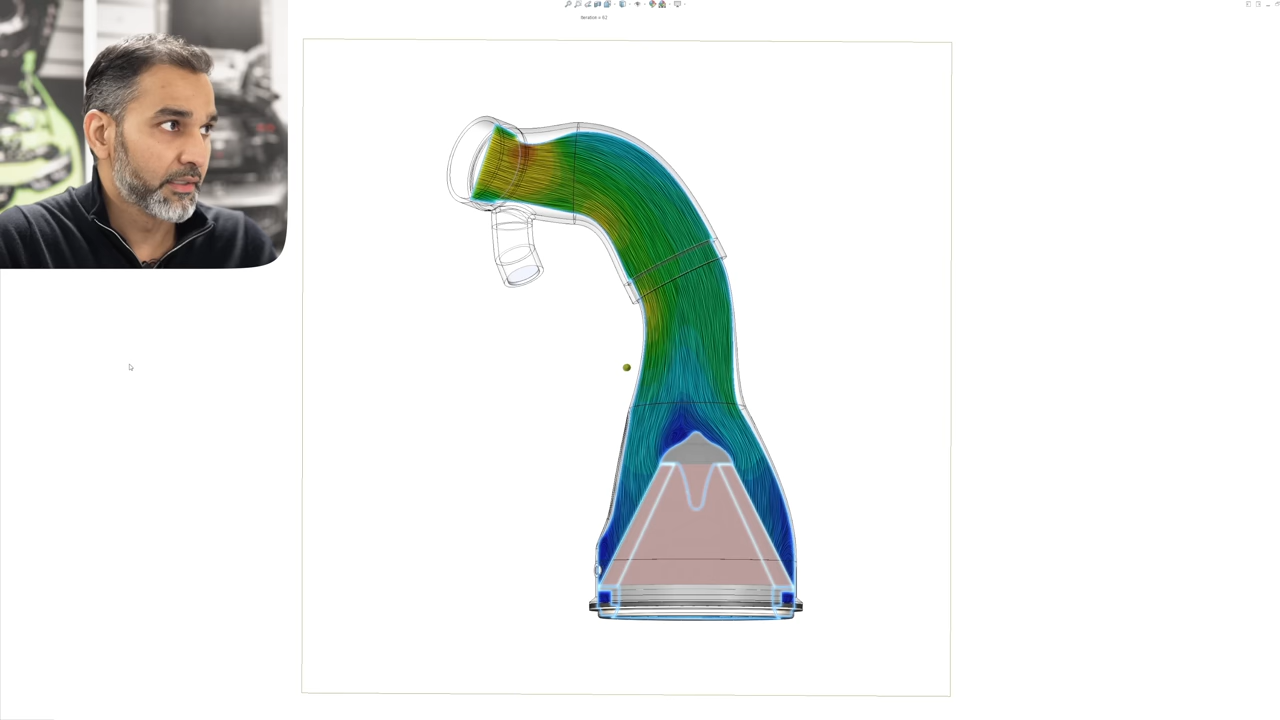 Iteration = 62